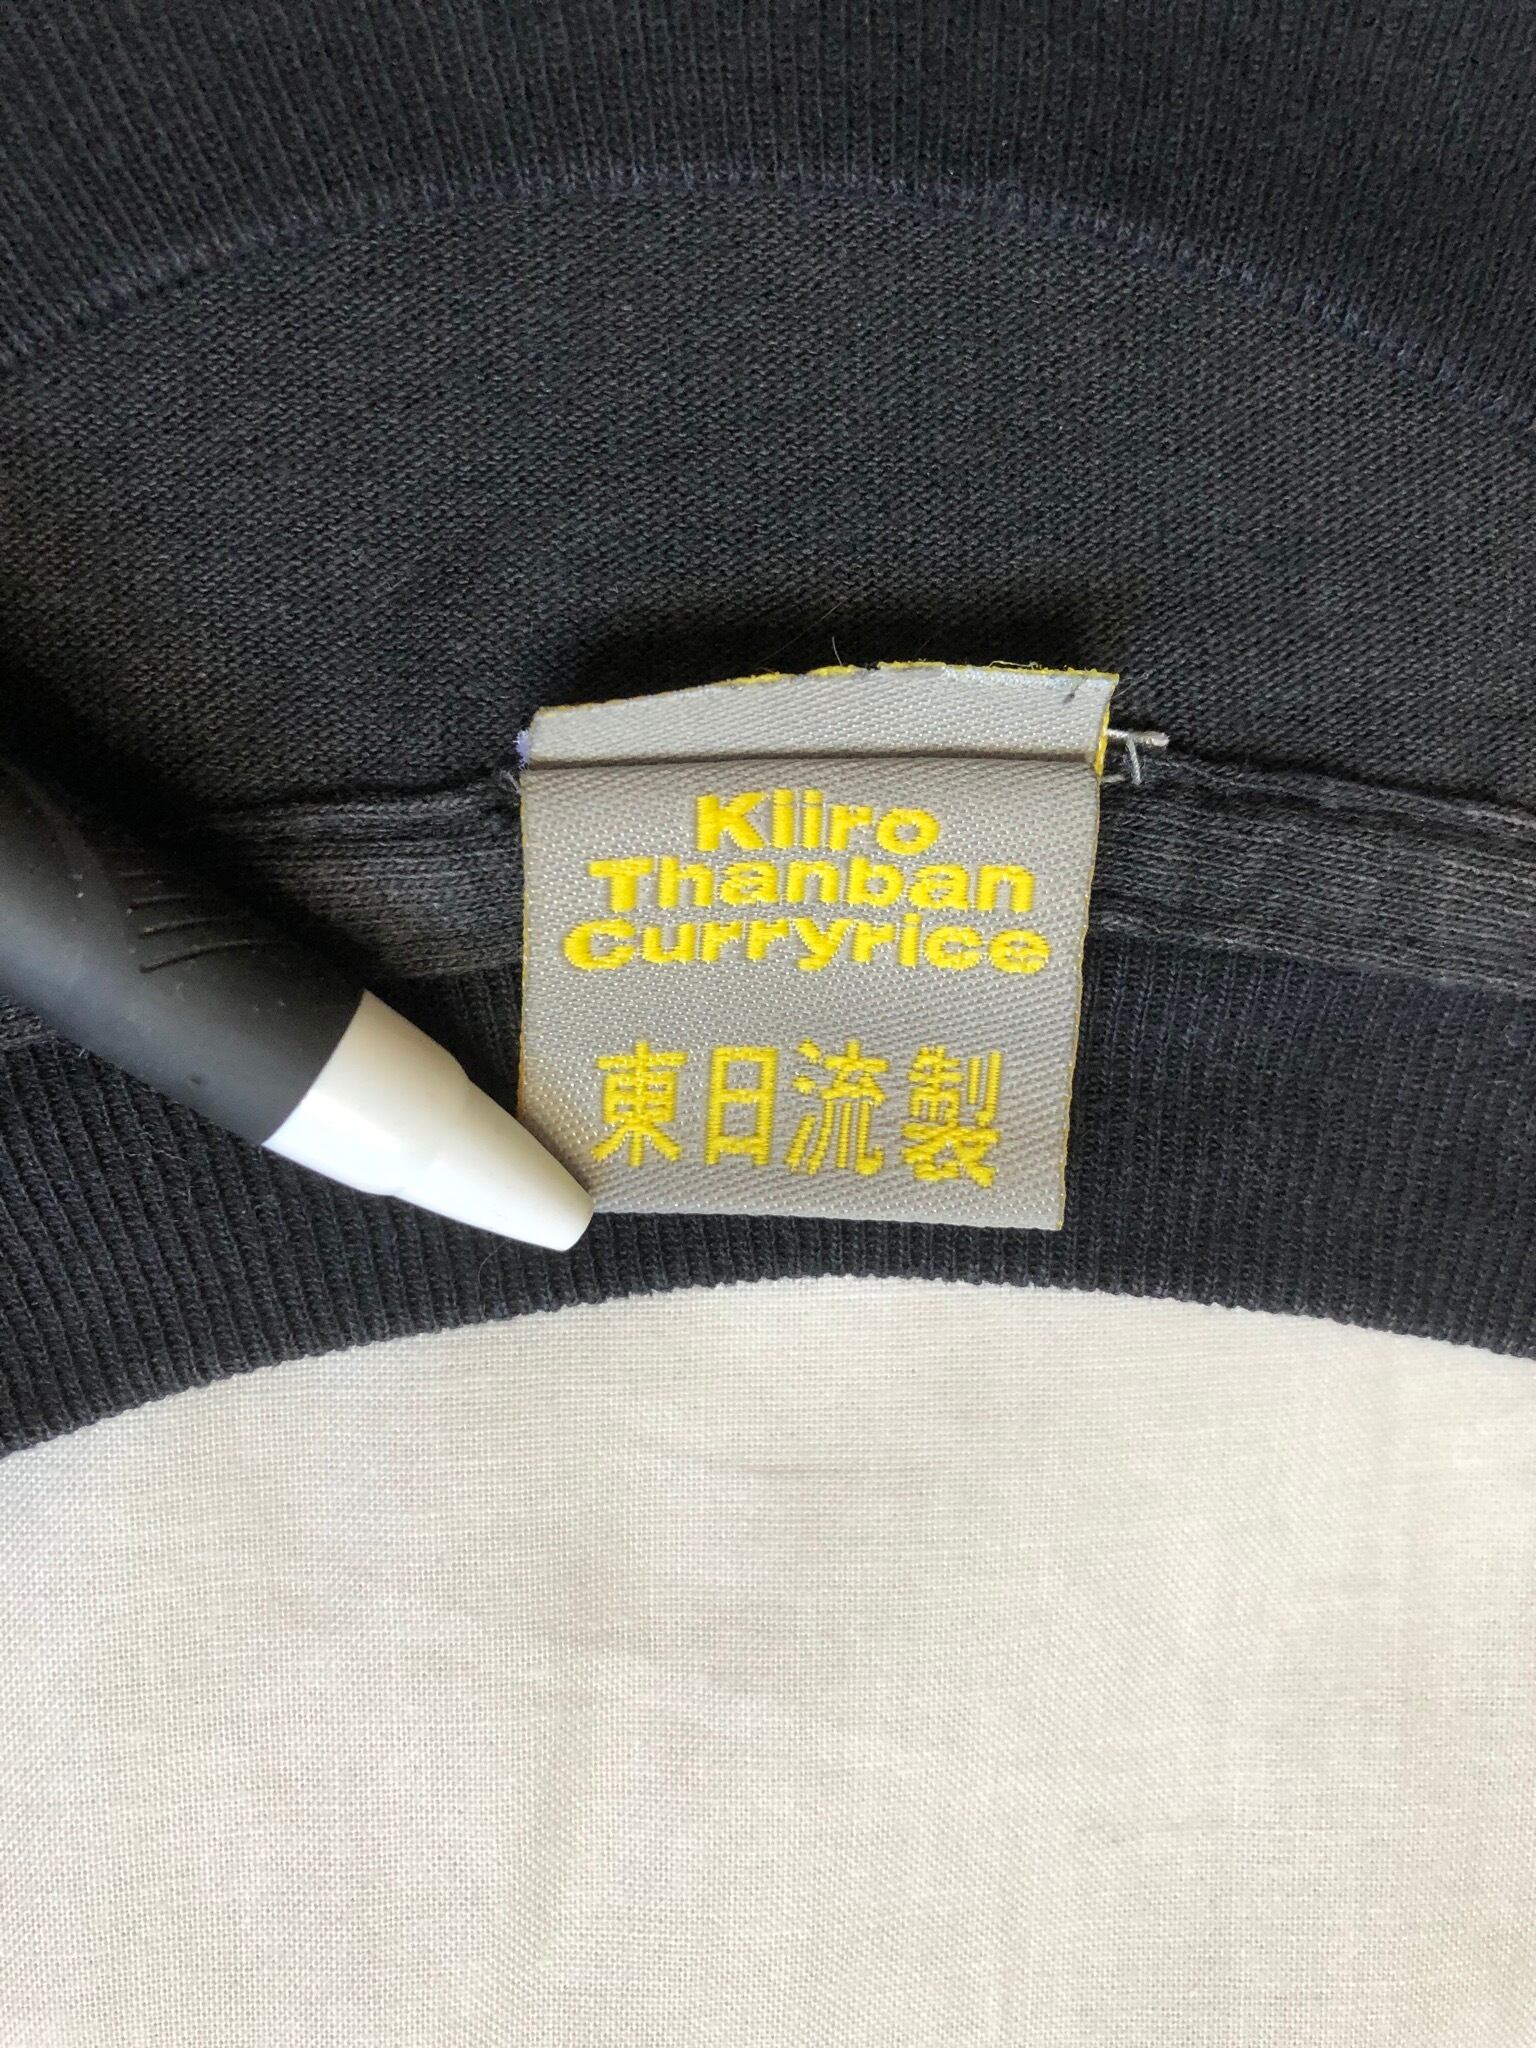 Kiiro
Thanban
Curryrice
東日流製